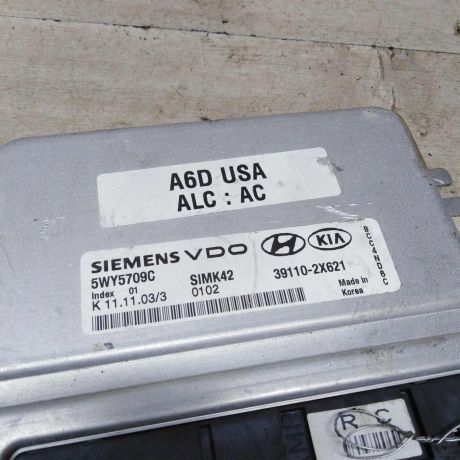 A6D USA
ALC : AC
SIEMENS VDO
KIA
5WY5709C
SIMK42
39110-2X621
Index 01
0102
Made in
Korea
K 11.11.03/3
BCC4NDBC
R C